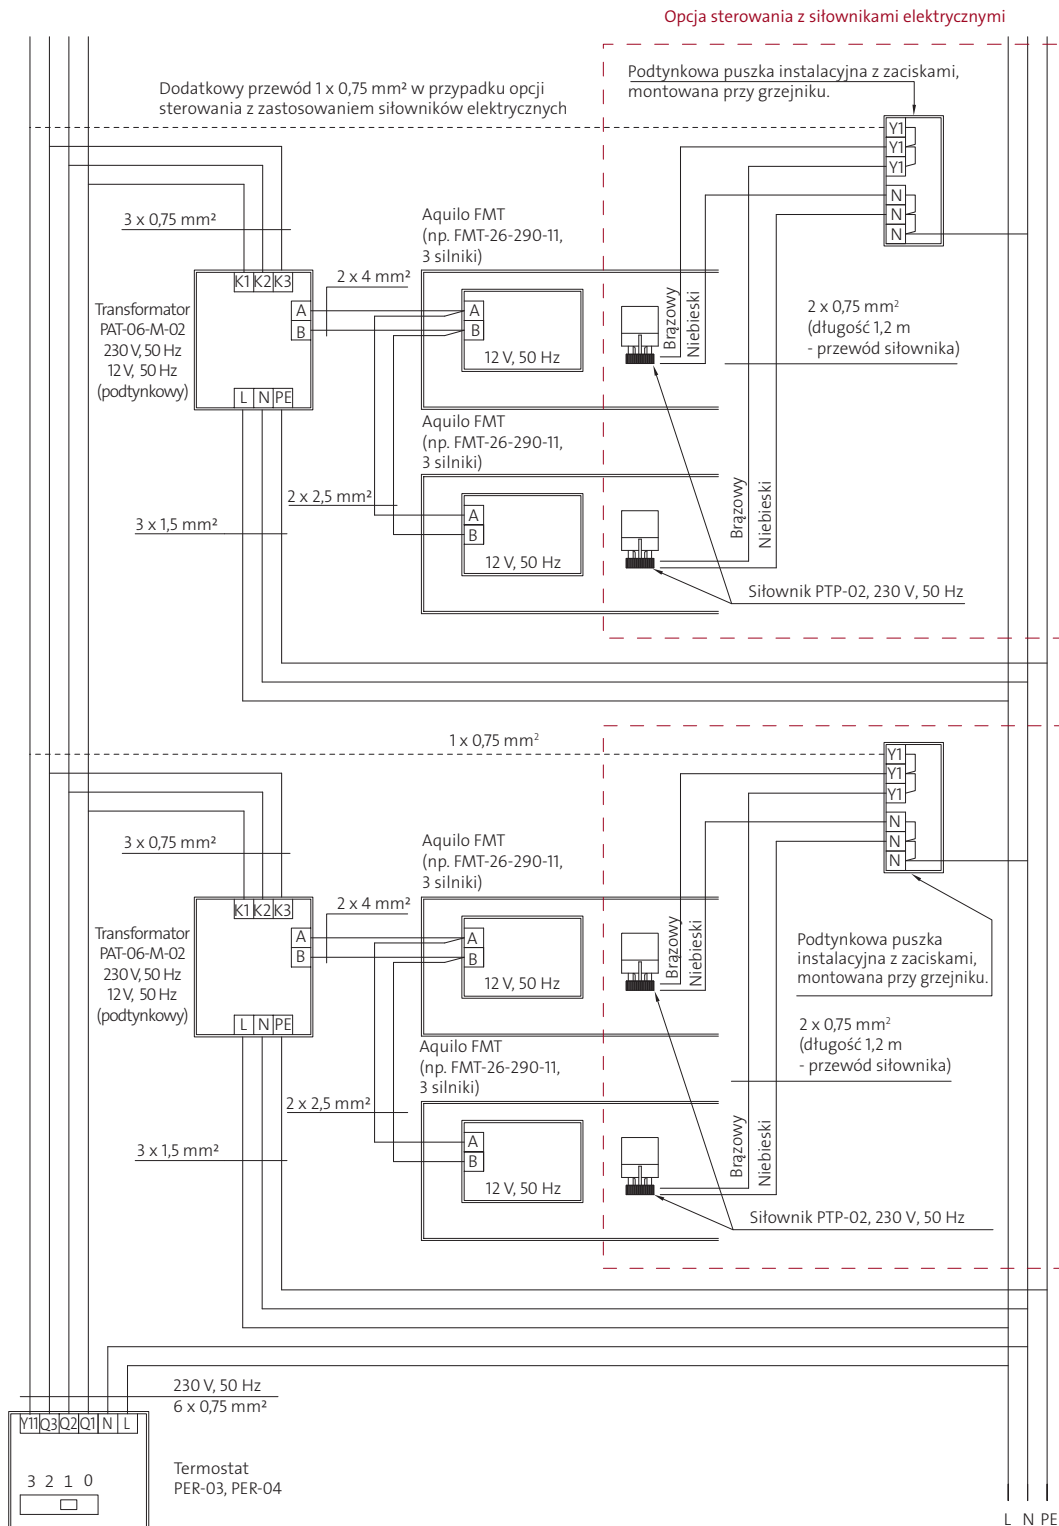 Opcja sterowania z siłownikami elektrycznymi
Dodatkowy przewód 1 x 0,75 mm² w przypadku opcji
sterowania z zastosowaniem siłowników elektrycznych
Podtynkowa puszka instalacyjna z zaciskami,
montowana przy grzejniku.
Y1
Y1
Y1
N
N
N
3 x 0,75 mm²
Aquilo FMT
(np. FMT-26-290-11,
3 silniki)
K1 K2 K3
2 x 4 mm²
Transformator
PAT-06-M-02
230 V, 50 Hz
12 V, 50 Hz
(podtynkowy)
A
B
A
B
12 V, 50 Hz
Brązowy
Niebieski
2 x 0,75 mm²
(długość 1,2 m
- przewód siłownika)
L N PE
Aquilo FMT
(np. FMT-26-290-11,
3 silniki)
2 x 2,5 mm²
3 x 1,5 mm²
A
B
12 V, 50 Hz
Brązowy
Niebieski
Siłownik PTP-02, 230 V, 50 Hz
1 x 0,75 mm²
Y1
Y1
Y1
N
N
N
3 x 0,75 mm²
Aquilo FMT
(np. FMT-26-290-11,
3 silniki)
K1 K2 K3
2 x 4 mm²
Transformator
PAT-06-M-02
230 V, 50 Hz
12 V, 50 Hz
(podtynkowy)
A
B
A
B
12 V, 50 Hz
Brązowy
Niebieski
Podtynkowa puszka
instalacyjna z zaciskami,
montowana przy grzejniku.
2 x 0,75 mm²
(długość 1,2 m
- przewód siłownika)
L N PE
Aquilo FMT
(np. FMT-26-290-11,
3 silniki)
2 x 2,5 mm²
3 x 1,5 mm²
A
B
12 V, 50 Hz
Brązowy
Niebieski
Siłownik PTP-02, 230 V, 50 Hz
230 V, 50 Hz
6 x 0,75 mm²
Y11 Q3 Q2 Q1 N L
3 2 1 0
Termostat
PER-03, PER-04
L N PE